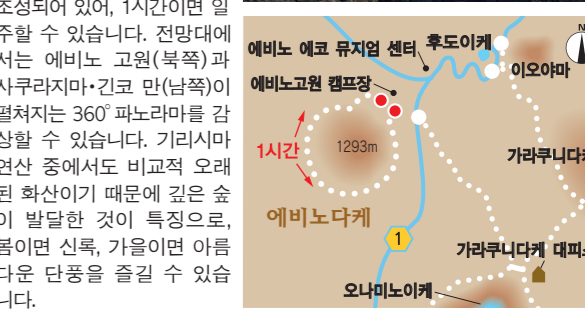 조성되어 있어, 1시간이면 일
주할 수 있습니다. 전망대에
서는 에비노 고원(북쪽)과
사쿠라지마•긴코 만(남쪽)이
펼쳐지는 360˚ 파노라마를 감
상할 수 있습니다. 기리시마
연산 중에서도 비교적 오래
된 화산이기 때문에 깊은 숲
이 발달한 것이 특징으로,
봄이면 신록, 가을이면 아름
다운 단풍을 즐길 수 있습
니다.
에비노 에코 뮤지엄 센터
후도이케
N
이오야마
에비노고원 캠프장
1시간
1293m
가라쿠니다케
에비노다케
1
가라쿠니다케 대피
오나미노이케